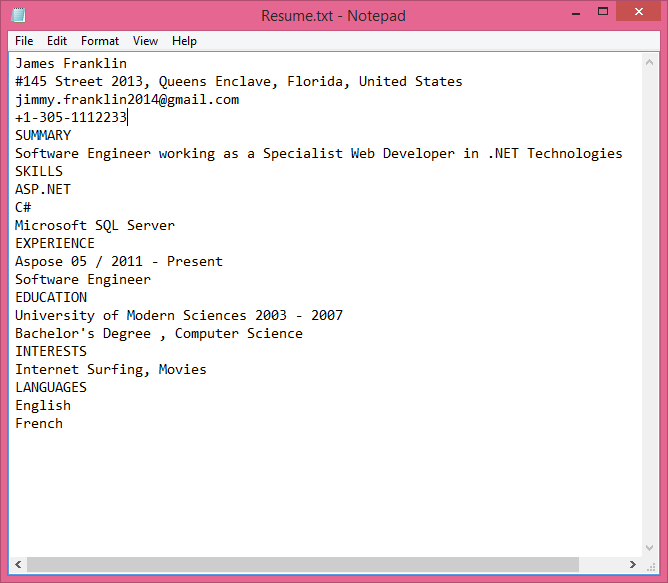 Resume.txt - Notepad
File Edit Format View Help
James Franklin
#145 Street 2013, Queens Enclave, Florida, United States
jimmy.franklin2014@gmail.com
+1-305-1112233
SUMMARY
Software Engineer working as a Specialist Web Developer in .NET Technologies
SKILLS
ASP.NET
C#
Microsoft SQL Server
EXPERIENCE
Aspose 05 / 2011 - Present
Software Engineer
EDUCATION
University of Modern Sciences 2003 - 2007
Bachelor's Degree , Computer Science
INTERESTS
Internet Surfing, Movies
LANGUAGES
English
French